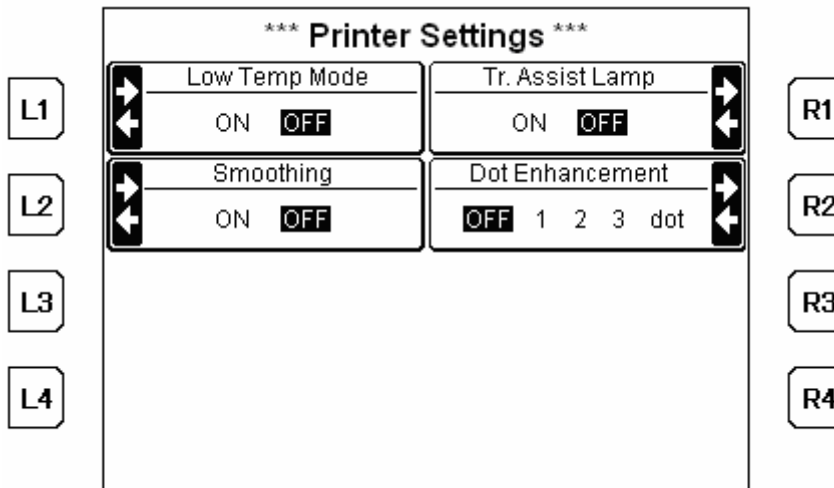 *** Printer Settings ***
L1
Low Temp Mode
ON OFF
Tr. Assist Lamp
ON OFF
R1
L2
Smoothing
ON OFF
Dot Enhancement
OFF 1 2 3 dot
R2
L3
R3
L4
R4